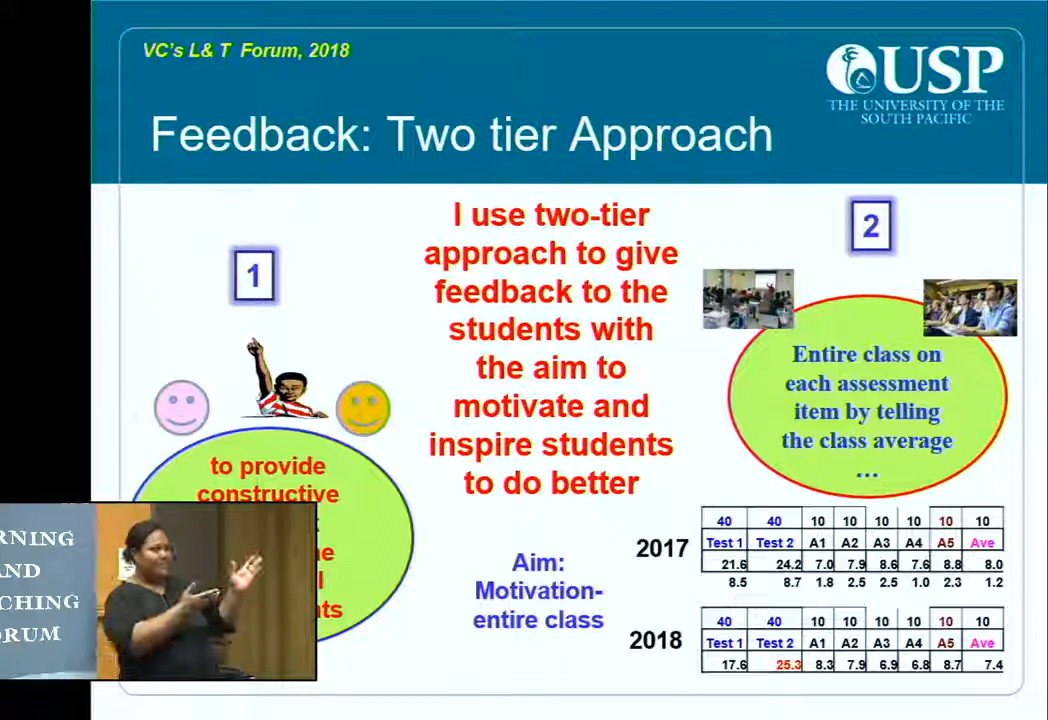 VC's L& T Forum, 2018
USP
THE UNIVERSITY OF THE
SOUTH PACIFIC
Feedback: Two tier Approach
1
to provide
constructive
I use two-tier
approach to give
feedback to the
students with
the aim to
motivate and
inspire students
to do better
2
Entire class on
each assessment
item by telling
the class average
...
Aim:
Motivation-
entire class
2017
40 40 10 10 10 10 10 10
Test 1 Test 2 A1 A2 A3 A4 A5 Ave
21.6 24.2 7.0 7.9 8.6 7.6 8.8 8.0
8.5 8.7 1.8 2.5 2.5 1.0 2.3 1.2
2018
40 40 10 10 10 10 10 10
Test 1 Test 2 A1 A2 A3 A4 A5 Ave
17.6 25.3 8.3 7.9 6.9 6.8 8.7 7.4
RNING
AND
CHING
ORUM